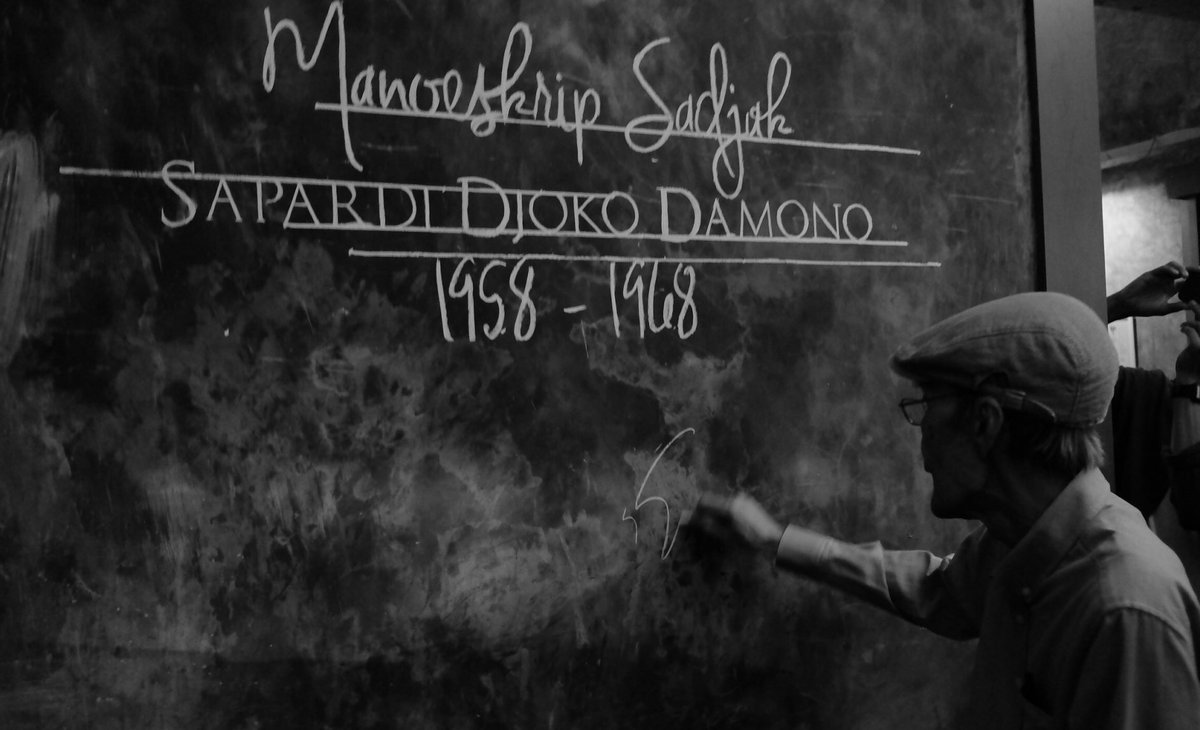 Manoeskrip Sadjak
SAPARDI DJOKO DAMONO
1958 - 1968